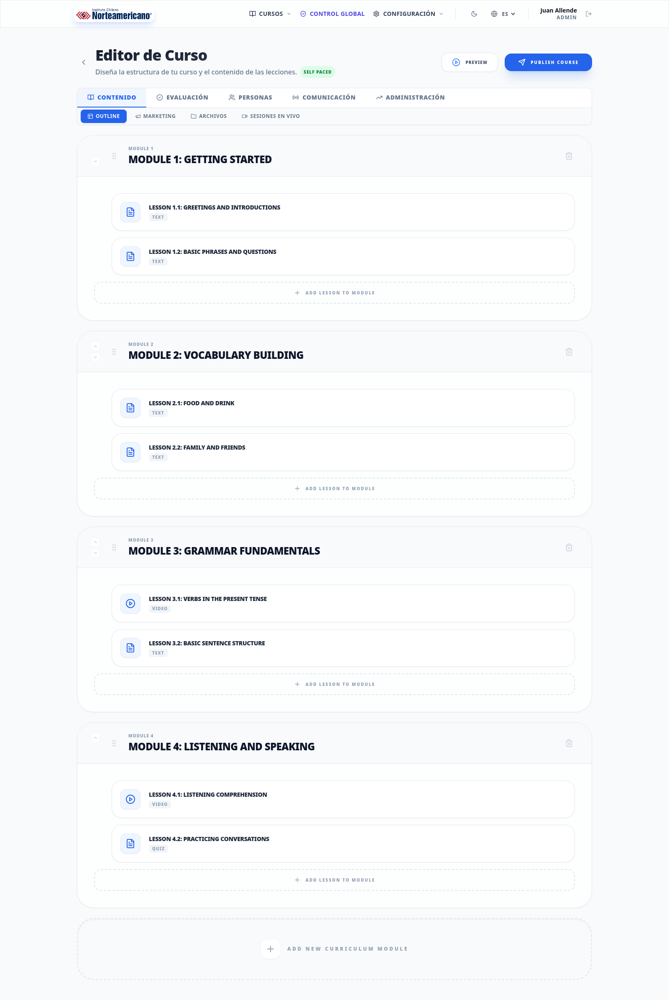 Instituto Chileno
Norteamericano®
CURSOS
CONTROL GLOBAL
CONFIGURACIÓN
ES
Juan Allende
ADMIN
Editor de Curso
Diseña la estructura de tu curso y el contenido de las lecciones.
SELF PACED
PREVIEW
PUBLISH COURSE
CONTENIDO
EVALUACIÓN
PERSONAS
COMUNICACIÓN
ADMINISTRACIÓN
OUTLINE
MARKETING
ARCHIVOS
SESIONES EN VIVO
MODULE 1
MODULE 1: GETTING STARTED
LESSON 1.1: GREETINGS AND INTRODUCTIONS
TEXT
LESSON 1.2: BASIC PHRASES AND QUESTIONS
TEXT
ADD LESSON TO MODULE
MODULE 2
MODULE 2: VOCABULARY BUILDING
LESSON 2.1: FOOD AND DRINK
TEXT
LESSON 2.2: FAMILY AND FRIENDS
TEXT
ADD LESSON TO MODULE
MODULE 3
MODULE 3: GRAMMAR FUNDAMENTALS
LESSON 3.1: VERBS IN THE PRESENT TENSE
VIDEO
LESSON 3.2: BASIC SENTENCE STRUCTURE
TEXT
ADD LESSON TO MODULE
MODULE 4
MODULE 4: LISTENING AND SPEAKING
LESSON 4.1: LISTENING COMPREHENSION
VIDEO
LESSON 4.2: PRACTICING CONVERSATIONS
QUIZ
ADD LESSON TO MODULE
ADD NEW CURRICULUM MODULE